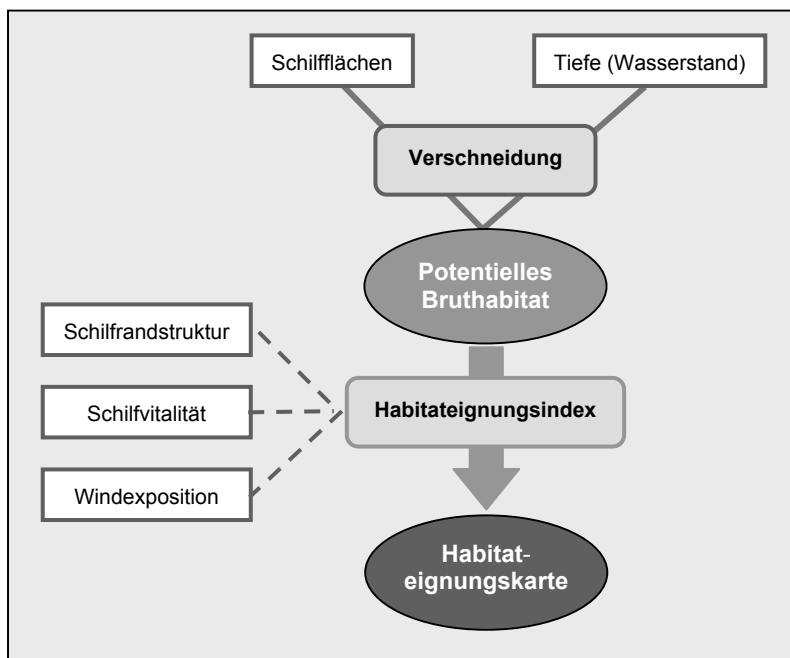 Schilfflächen
Tiefe (Wasserstand)
Verschneidung
Potentielles
Bruthabitat
Schilfrandstruktur
Schilfvitalität
Habitateignungsindex
Windexposition
Habitat-
eignungskarte